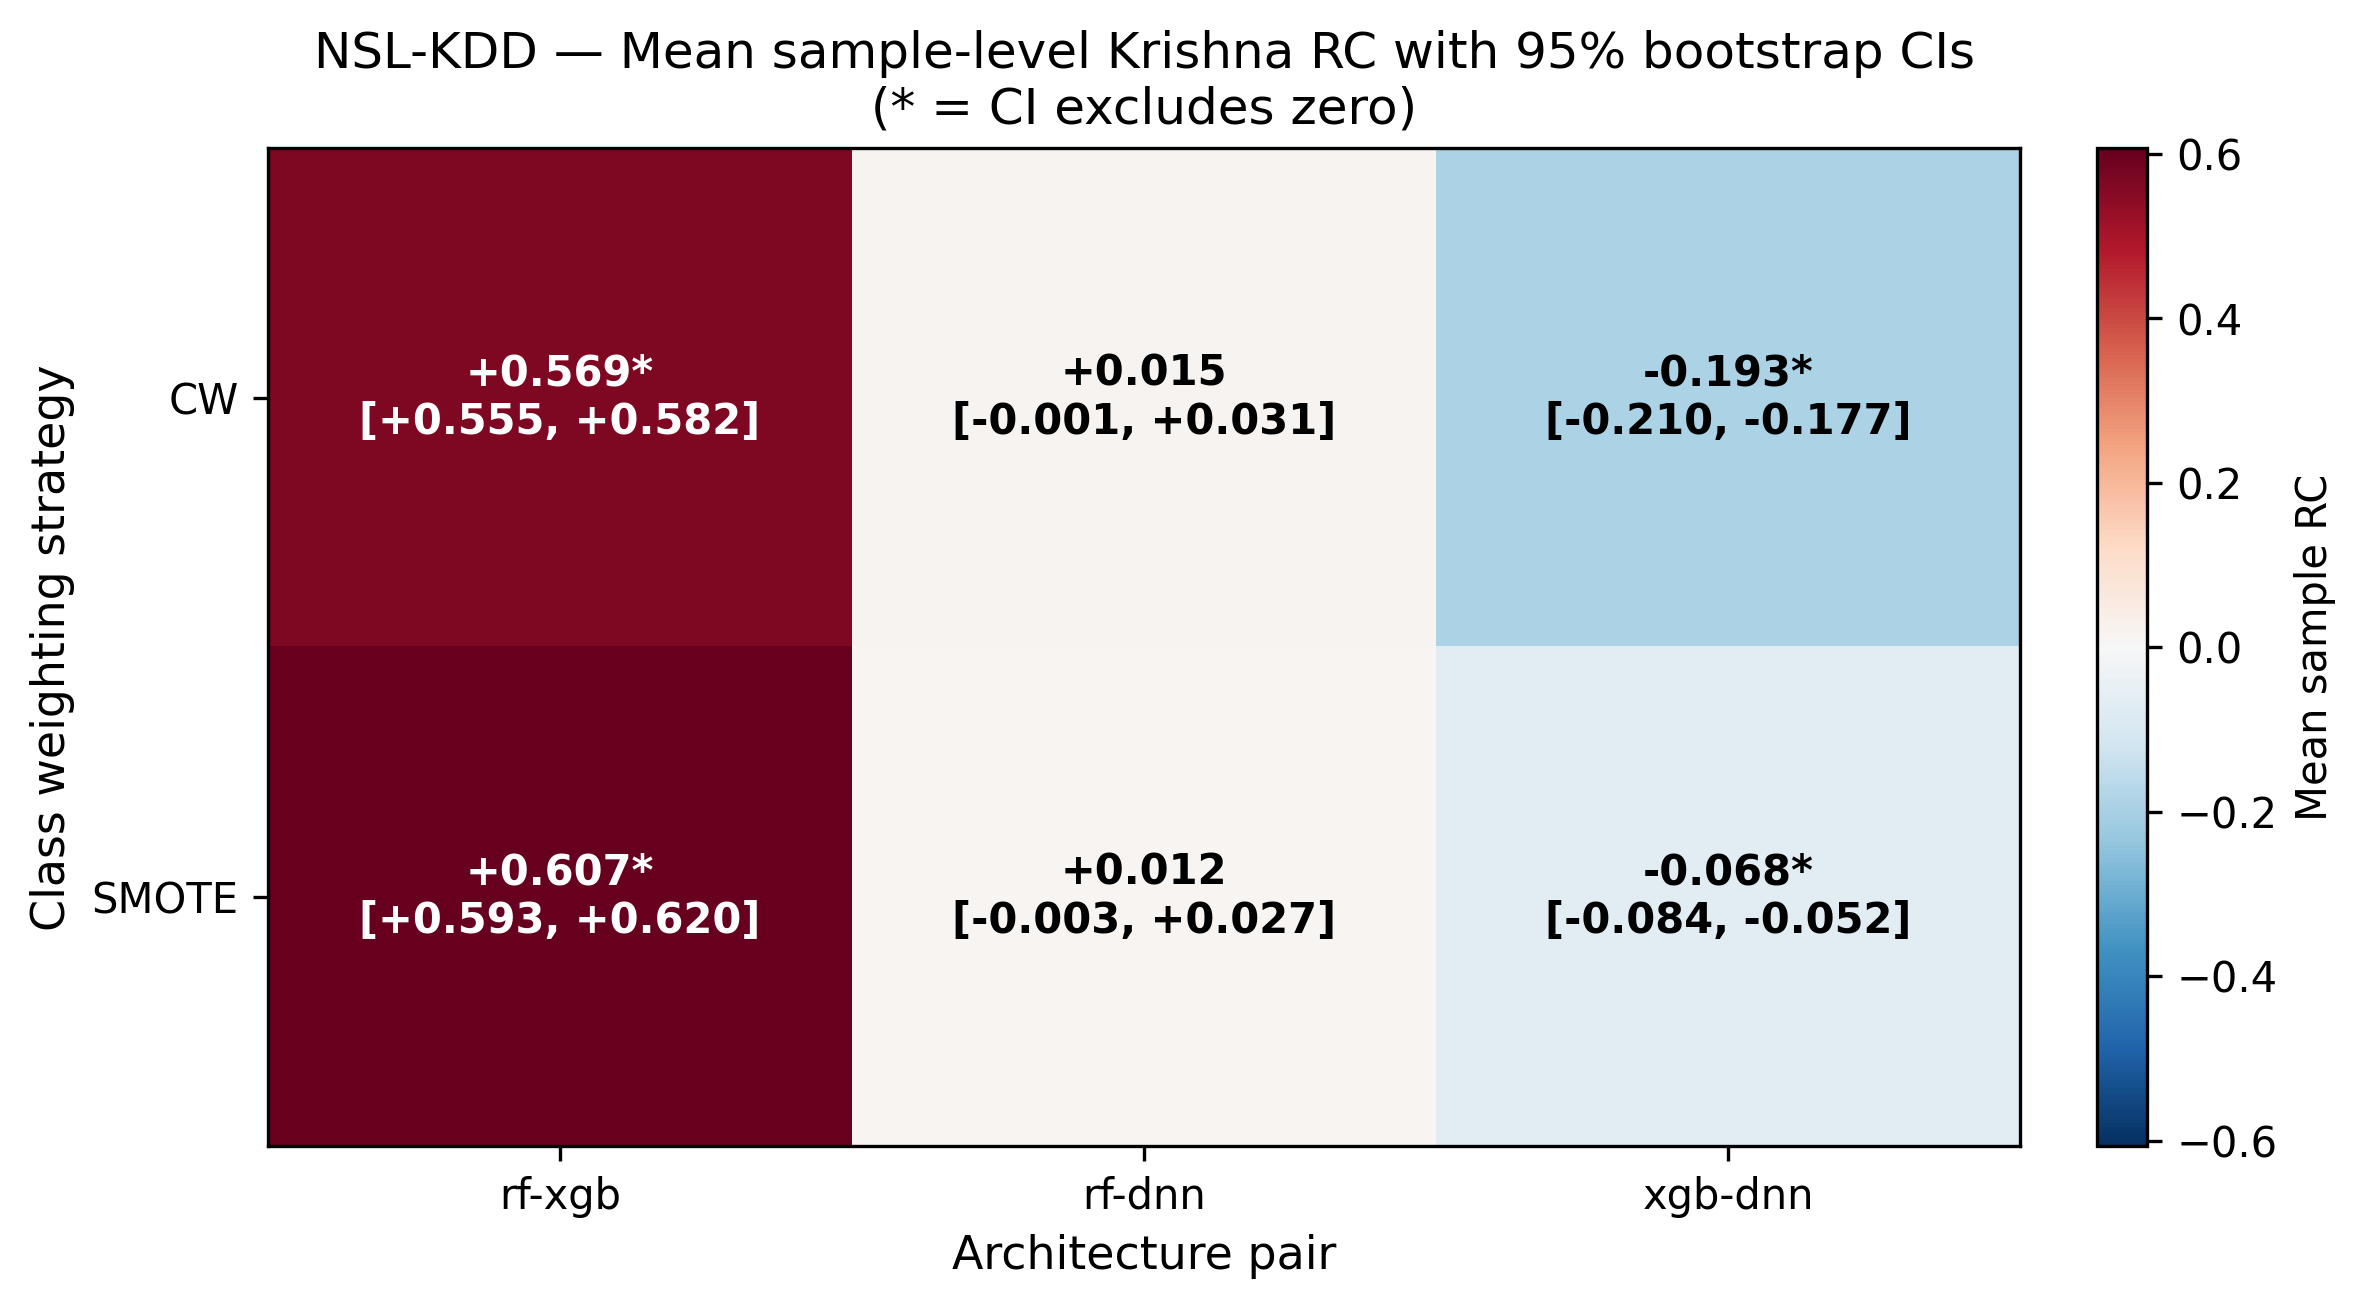 NSL-KDD — Mean sample-level Krishna RC with 95% bootstrap CIs
(* = CI excludes zero)
Class weighting strategy
CW
SMOTE
+0.569*
[+0.555, +0.582]
+0.015
[-0.001, +0.031]
-0.193*
[-0.210, -0.177]
+0.607*
[+0.593, +0.620]
+0.012
[-0.003, +0.027]
-0.068*
[-0.084, -0.052]
rf-xgb
rf-dnn
xgb-dnn
Architecture pair
0.6
0.4
0.2
0.0
−0.2
−0.4
−0.6
Mean sample RC